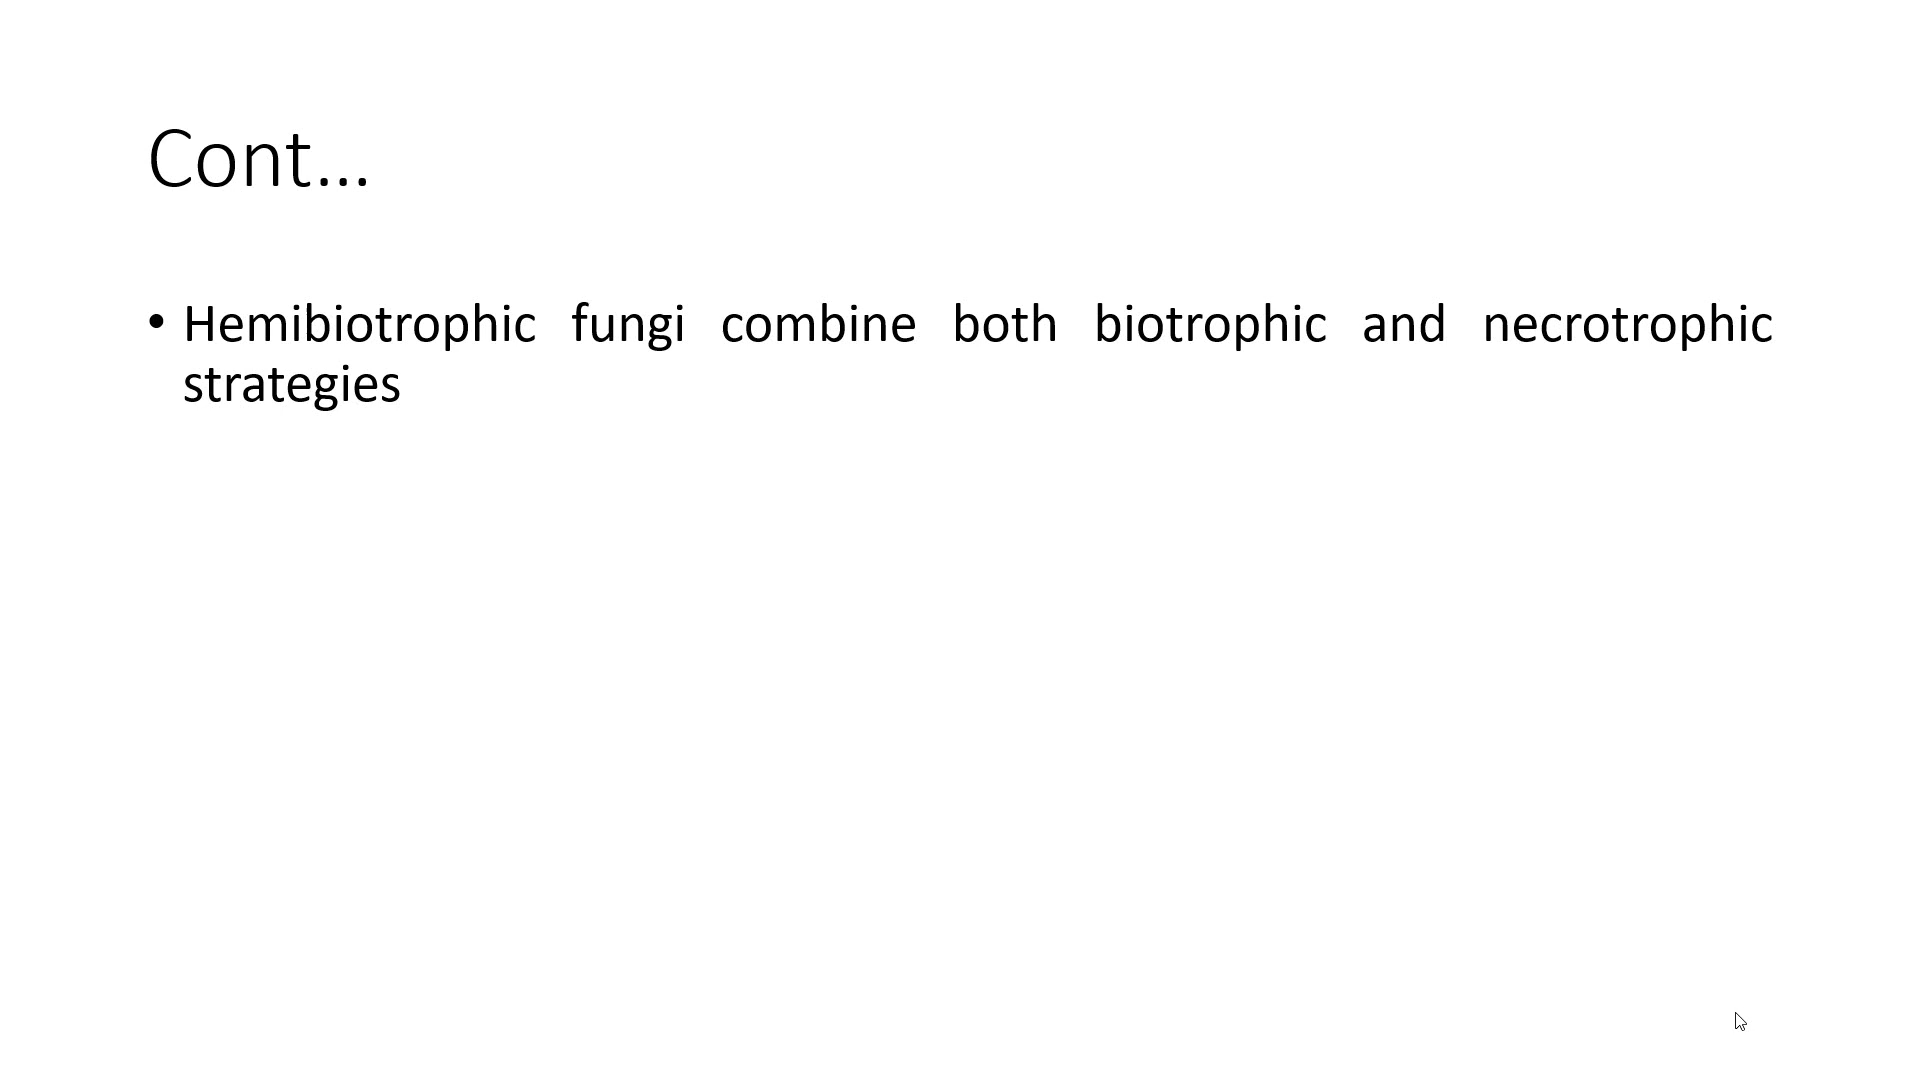 Cont...
• Hemibiotrophic fungi combine both biotrophic and necrotrophic
strategies